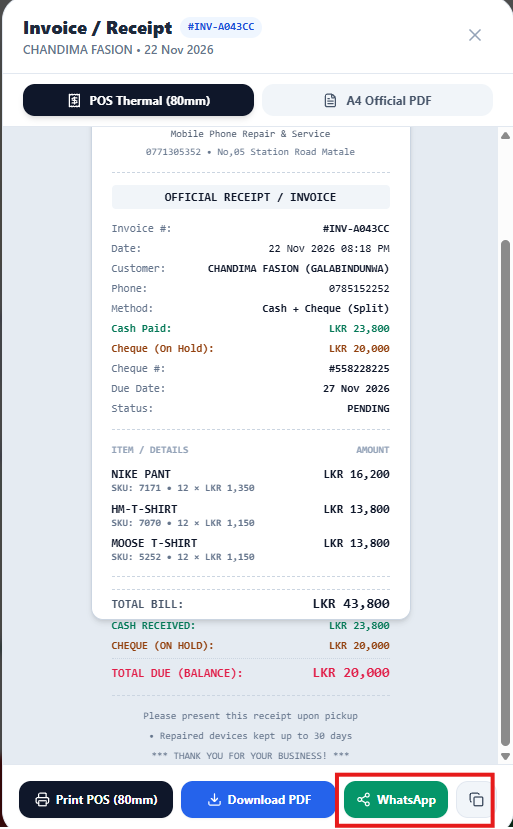 Invoice / Receipt #INV-A043CC
CHANDIMA FASION • 22 Nov 2026
POS Thermal (80mm) A4 Official PDF
Mobile Phone Repair & Service
0771305352 • No,05 Station Road Matale
OFFICIAL RECEIPT / INVOICE
Invoice #: #INV-A043CC
Date: 22 Nov 2026 08:18 PM
Customer: CHANDIMA FASION (GALABINDUNWA)
Phone: 0785152252
Method: Cash + Cheque (Split)
Cash Paid: LKR 23,800
Cheque (On Hold): LKR 20,000
Cheque #: #558228225
Due Date: 27 Nov 2026
Status: PENDING
ITEM / DETAILS AMOUNT
NIKE PANT LKR 16,200
SKU: 7171 • 12 × LKR 1,350
HM-T-SHIRT LKR 13,800
SKU: 7070 • 12 × LKR 1,150
MOOSE T-SHIRT LKR 13,800
SKU: 5252 • 12 × LKR 1,150
TOTAL BILL: LKR 43,800
CASH RECEIVED: LKR 23,800
CHEQUE (ON HOLD): LKR 20,000
TOTAL DUE (BALANCE): LKR 20,000
Please present this receipt upon pickup
• Repaired devices kept up to 30 days
*** THANK YOU FOR YOUR BUSINESS! ***
Print POS (80mm) Download PDF WhatsApp